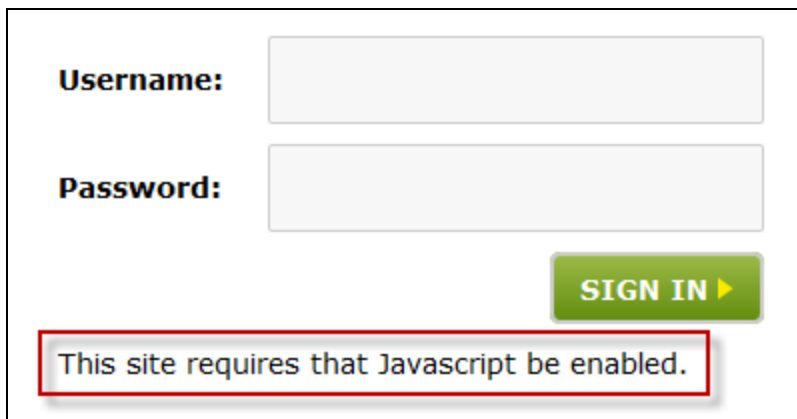 Username:
Password:
SIGN IN
This site requires that Javascript be enabled.